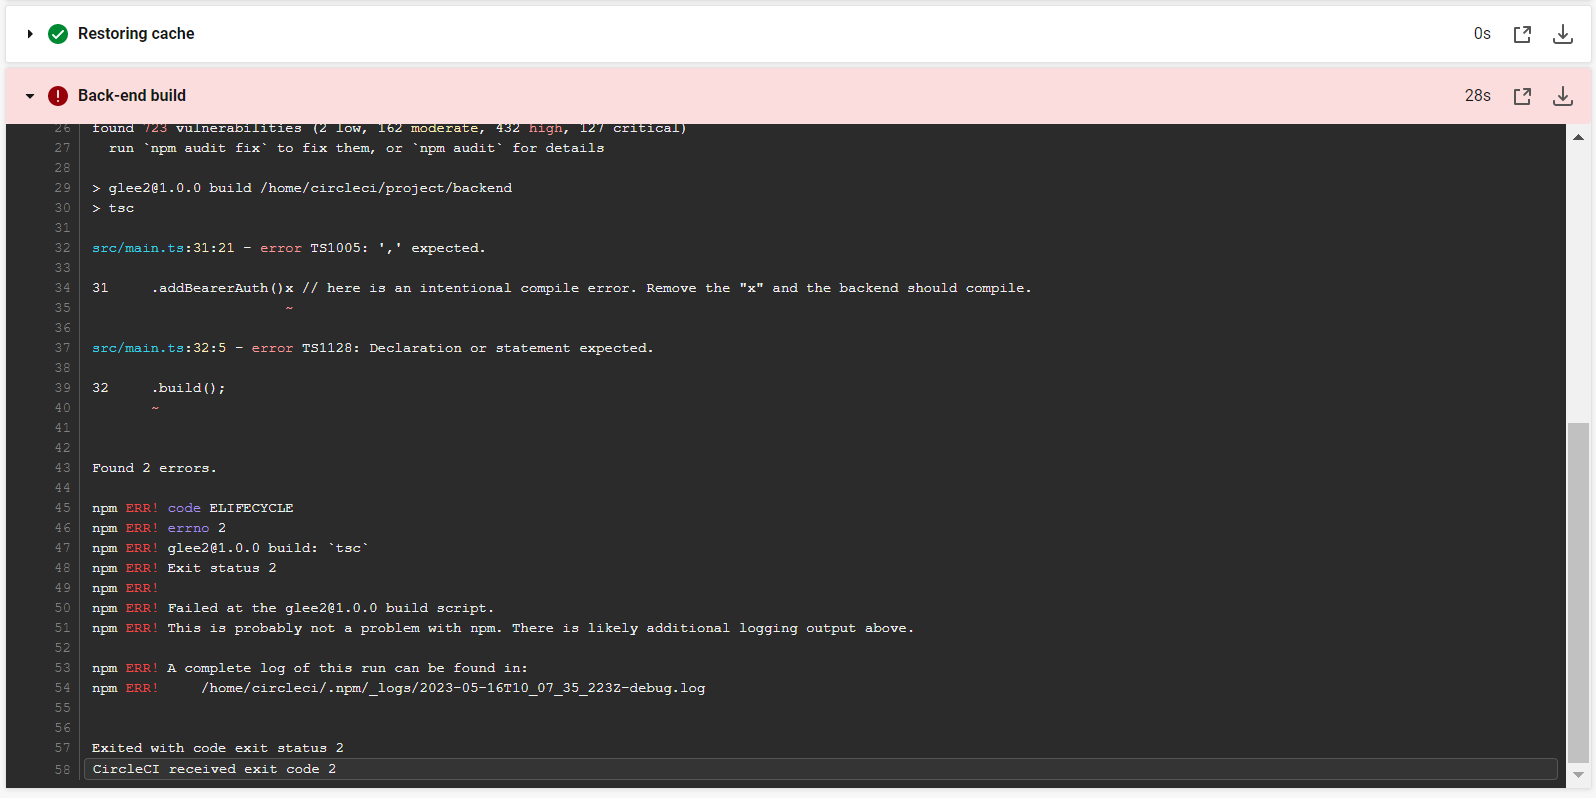 Restoring cache 0s
Back-end build 28s
26 found 723 vulnerabilities (2 low, 162 moderate, 432 high, 127 critical)
27 run `npm audit fix` to fix them, or `npm audit` for details
28
29 > glee2@1.0.0 build /home/circleci/project/backend
30 > tsc
31
32 src/main.ts:31:21 - error TS1005: ',' expected.
33
34 31 .addBearerAuth()x // here is an intentional compile error. Remove the "x" and the backend should compile.
35 ~
36
37 src/main.ts:32:5 - error TS1128: Declaration or statement expected.
38
39 32 .build();
40 ~
41
42
43 Found 2 errors.
44
45 npm ERR! code ELIFECYCLE
46 npm ERR! errno 2
47 npm ERR! glee2@1.0.0 build: `tsc`
48 npm ERR! Exit status 2
49 npm ERR!
50 npm ERR! Failed at the glee2@1.0.0 build script.
51 npm ERR! This is probably not a problem with npm. There is likely additional logging output above.
52
53 npm ERR! A complete log of this run can be found in:
54 npm ERR! /home/circleci/.npm/_logs/2023-05-16T10_07_35_223Z-debug.log
55
56
57 Exited with code exit status 2
58 CircleCI received exit code 2